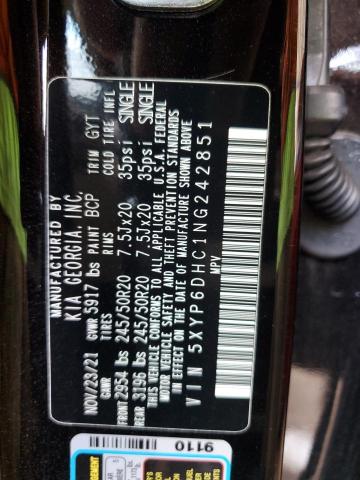 MANUFACTURED BY
KIA GEORGIA, INC.
NOV/23/21 GVWR 5917 lbs PAINT BCP TRIM GYT
GAWR TIRES RIMS COLD TIRE INFL
FRONT 2954 lbs 245/50R20 7.5Jx20 35psi SINGLE
REAR 3196 lbs 245/50R20 7.5Jx20 35psi SINGLE
THIS VEHICLE CONFORMS TO ALL APPLICABLE U.S.A. FEDERAL
MOTOR VEHICLE SAFETY AND THEFT PREVENTION STANDARDS
IN EFFECT ON THE DATE OF MANUFACTURE SHOWN ABOVE
VIN 5XYP6DHC1NG242851
MPV
9110